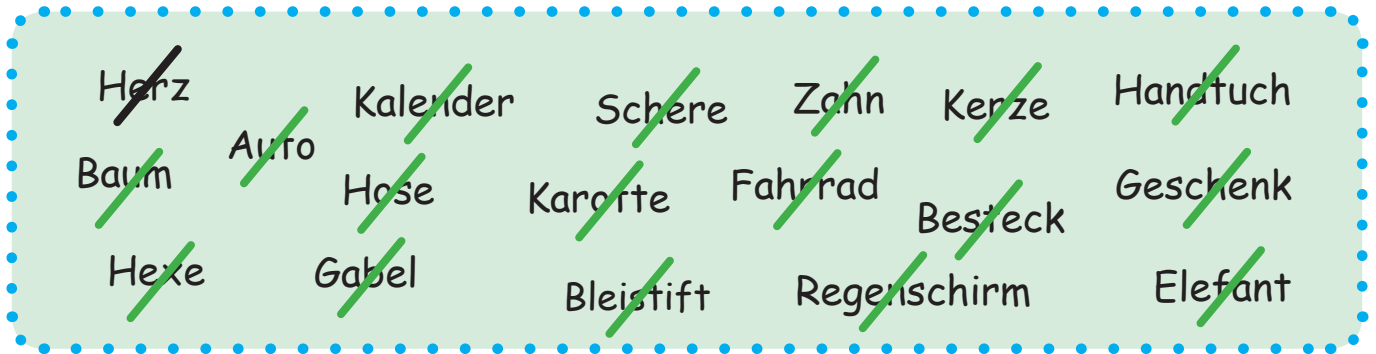 Herz
Kalender
Schere
Zahn
Kerze
Handtuch
Auto
Baum
Hose
Karotte
Fahrrad
Besteck
Geschenk
Hexe
Gabel
Bleistift
Regenschirm
Elefant